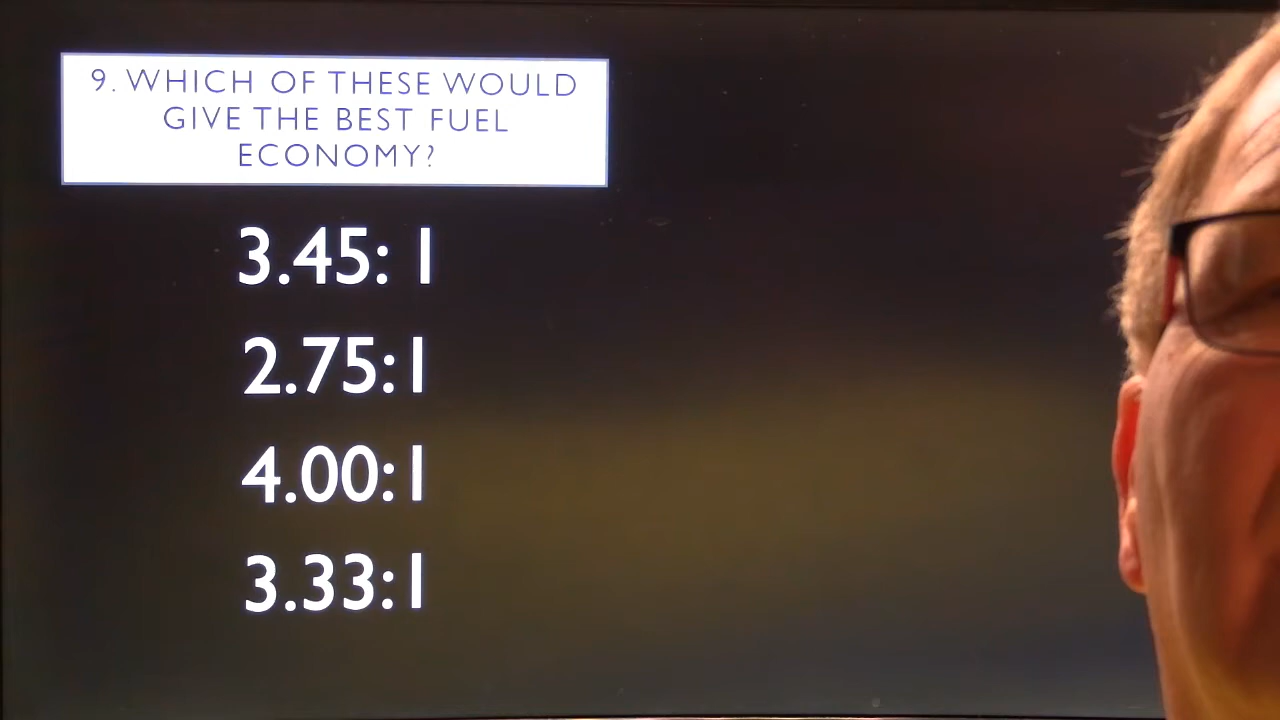 9. WHICH OF THESE WOULD
GIVE THE BEST FUEL
ECONOMY?
3.45: 1
2.75:1
4.00:1
3.33:1